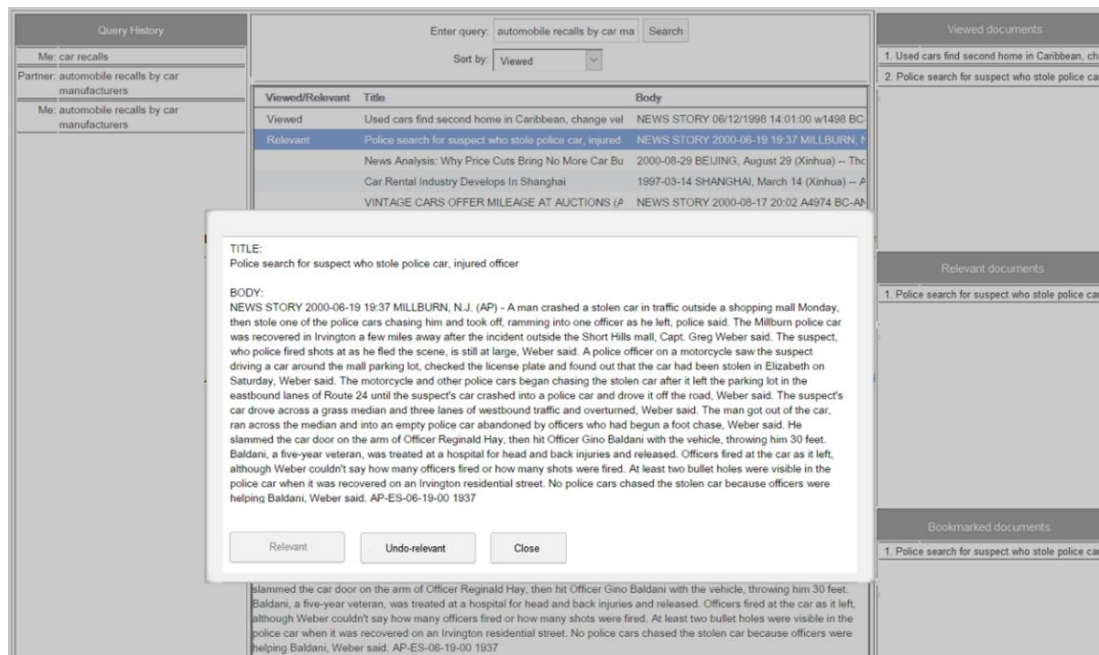 Query History
Me: car recalls
Partner: automobile recalls by car
manufacturers
Me: automobile recalls by car
manufacturers
Enter query: automobile recalls by car ma Search
Sort by: Viewed
Viewed/Relevant Title Body
Viewed Used cars find second home in Caribbean, change vel NEWS STORY 06/12/1998 14:01:00 w1498 BC-
Relevant Police search for suspect who stole police car, injured NEWS STORY 2000-06-19 19:37 MILLBURN, N
News Analysis: Why Price Cuts Bring No More Car Bu 2000-08-29 BEIJING, August 29 (Xinhua) -- Tho
Car Rental Industry Develops In Shanghai 1997-03-14 SHANGHAI, March 14 (Xinhua) -- A
VINTAGE CARS OFFER MILEAGE AT AUCTIONS (A NEWS STORY 2000-08-17 20:02 A4974 BC-AN
TITLE:
Police search for suspect who stole police car, injured officer
BODY:
NEWS STORY 2000-06-19 19:37 MILLBURN, N.J. (AP) - A man crashed a stolen car in traffic outside a shopping mall Monday,
then stole one of the police cars chasing him and took off, ramming into one officer as he left, police said. The Millburn police car
was recovered in Irvington a few miles away after the incident outside the Short Hills mall, Capt. Greg Weber said. The suspect,
who police fired shots at as he fled the scene, is still at large, Weber said. A police officer on a motorcycle saw the suspect
driving a car around the mall parking lot, checked the license plate and found out that the car had been stolen in Elizabeth on
Saturday, Weber said. The motorcycle and other police cars began chasing the stolen car after it left the parking lot in the
eastbound lanes of Route 24 until the suspect's car crashed into a police car and drove it off the road, Weber said. The suspect's
car drove across a grass median and three lanes of westbound traffic and overturned, Weber said. The man got out of the car,
ran across the median and into an empty police car abandoned by officers who had begun a foot chase, Weber said. He
slammed the car door on the arm of Officer Reginald Hay, then hit Officer Gino Baldani with the vehicle, throwing him 30 feet.
Baldani, a five-year veteran, was treated at a hospital for head and back injuries and released. Officers fired at the car as it left,
although Weber couldn't say how many officers fired or how many shots were fired. At least two bullet holes were visible in the
police car when it was recovered on an Irvington residential street. No police cars chased the stolen car because officers were
helping Baldani, Weber said. AP-ES-06-19-00 1937
Relevant Undo-relevant Close
slammed the car door on the arm of Officer Reginald Hay, then hit Officer Gino Baldani with the vehicle, throwing him 30 feet.
Baldani, a five-year veteran, was treated at a hospital for head and back injuries and released. Officers fired at the car as it left,
although Weber couldn't say how many officers fired or how many shots were fired. At least two bullet holes were visible in the
police car when it was recovered on an Irvington residential street. No police cars chased the stolen car because officers were
helping Baldani, Weber said. AP-ES-06-19-00 1937
Viewed documents
1. Used cars find second home in Caribbean, cha
2. Police search for suspect who stole police car
Relevant documents
1. Police search for suspect who stole police car
Bookmarked documents
1. Police search for suspect who stole police car